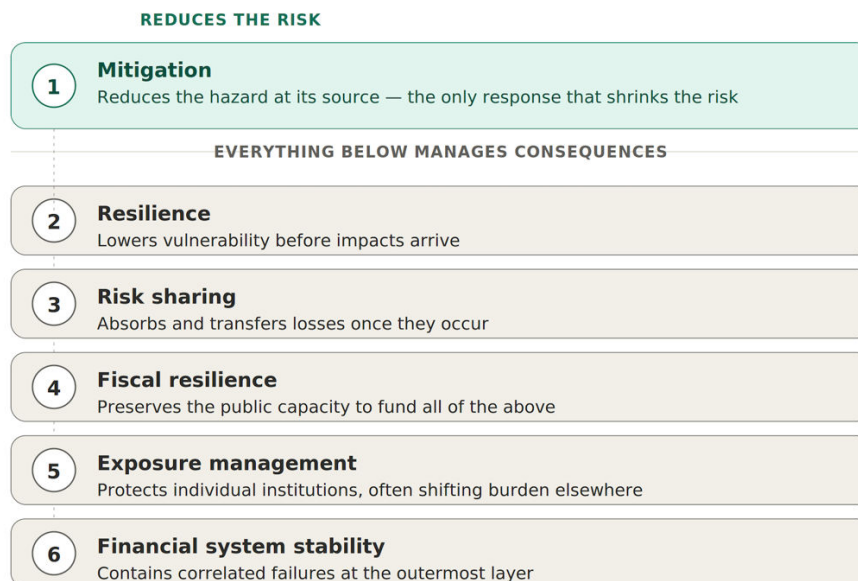 REDUCES THE RISK
1
Mitigation
Reduces the hazard at its source — the only response that shrinks the risk
EVERYTHING BELOW MANAGES CONSEQUENCES
2
Resilience
Lowers vulnerability before impacts arrive
3
Risk sharing
Absorbs and transfers losses once they occur
4
Fiscal resilience
Preserves the public capacity to fund all of the above
5
Exposure management
Protects individual institutions, often shifting burden elsewhere
6
Financial system stability
Contains correlated failures at the outermost layer